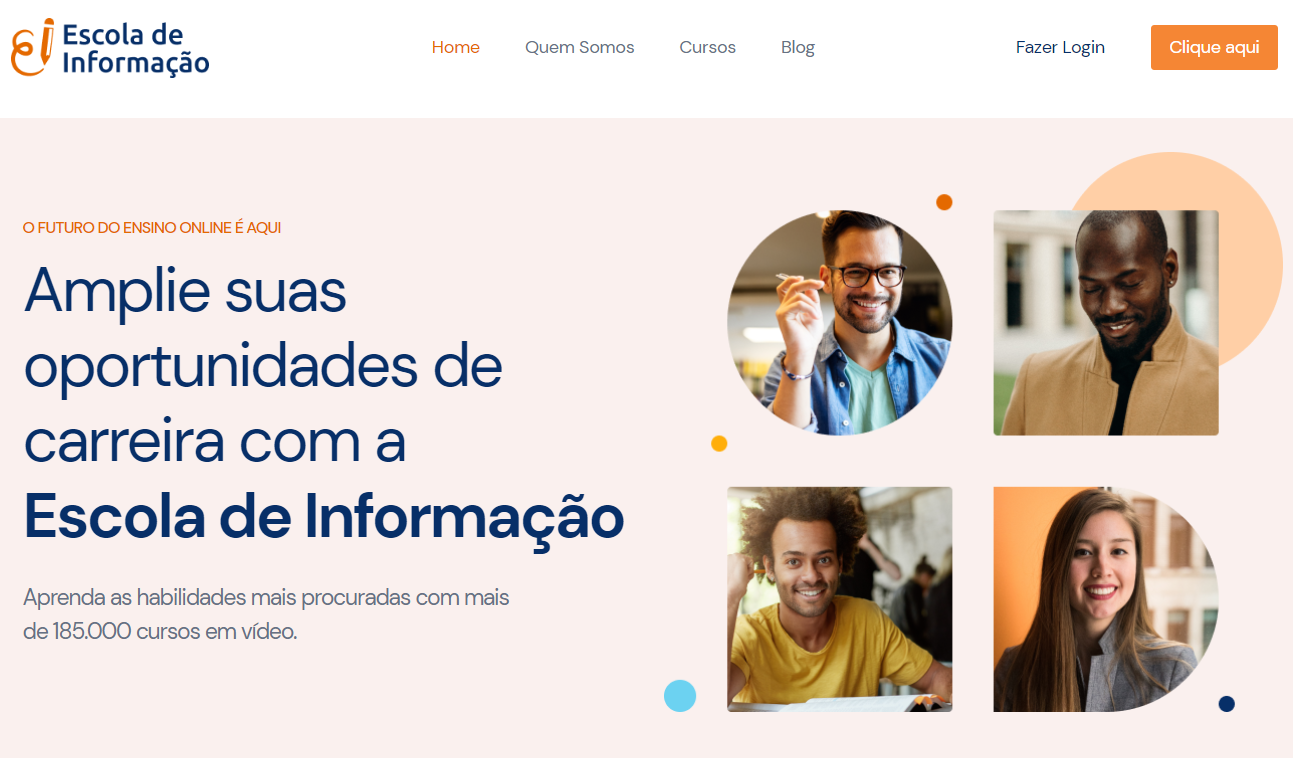 Escola de
Informação
Home
Quem Somos
Cursos
Blog
Fazer Login
Clique aqui
O FUTURO DO ENSINO ONLINE É AQUI
Amplie suas
oportunidades de
carreira com a
Escola de Informação
Aprenda as habilidades mais procuradas com mais
de 185.000 cursos em vídeo.